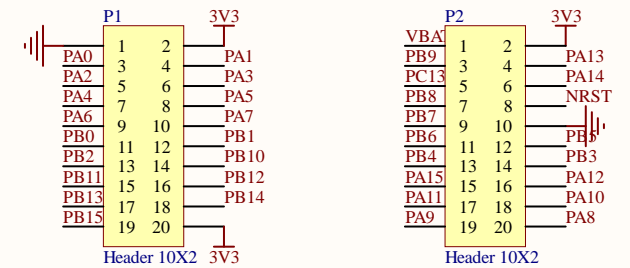 P1 3V3 P2 3V3
1 2 VBAT 1 2
PA0 3 4 PA1 PB9 3 4 PA13
PA2 5 6 PA3 PC13 5 6 PA14
PA4 7 8 PA5 PB8 7 8 NRST
PA6 9 10 PA7 PB7 9 10
PB0 11 12 PB1 PB6 11 12 PB5
PB2 13 14 PB10 PB4 13 14 PB3
PB11 15 16 PB12 PA15 15 16 PA12
PB13 17 18 PB14 PA11 17 18 PA10
PB15 19 20 PA9 19 20 PA8
Header 10X2 3V3 Header 10X2